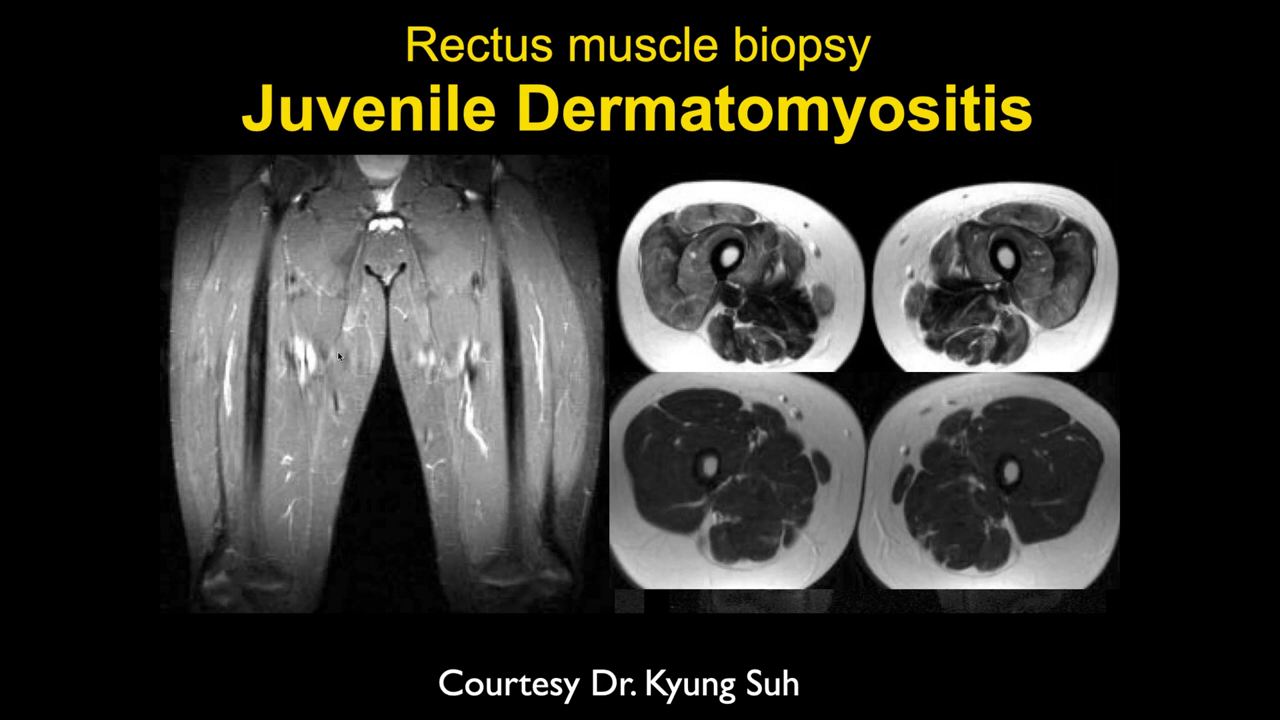 Rectus muscle biopsy
Juvenile Dermatomyositis
Courtesy Dr. Kyung Suh